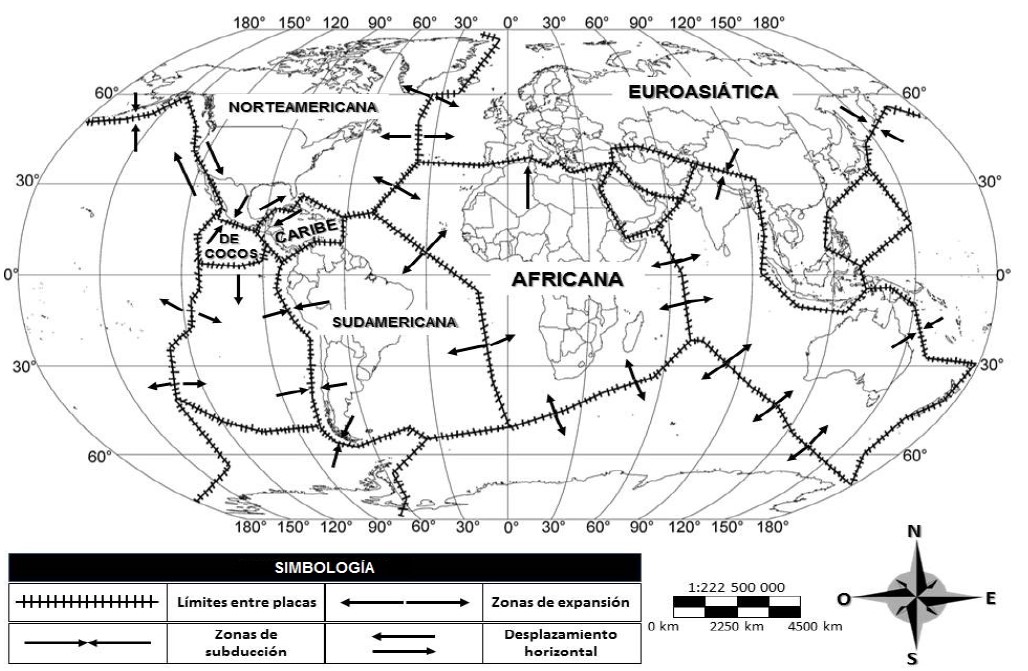 180° 150° 120° 90° 60° 30° 0° 30° 60° 90° 120° 150° 180°
60° 60°
NORTEAMERICANA
EUROASIÁTICA
30° 30°
DE
COCOS
CARIBE
0° 0°
AFRICANA
SUDAMERICANA
30° 30°
60° 60°
180° 150° 120° 90° 60° 30° 0° 30° 60° 90° 120° 150° 180°
SIMBOLOGÍA
Límites entre placas
Zonas de expansión
Zonas de
subducción
Desplazamiento
horizontal
1:222 500 000
0 km 2250 km 4500 km
N
O E
S